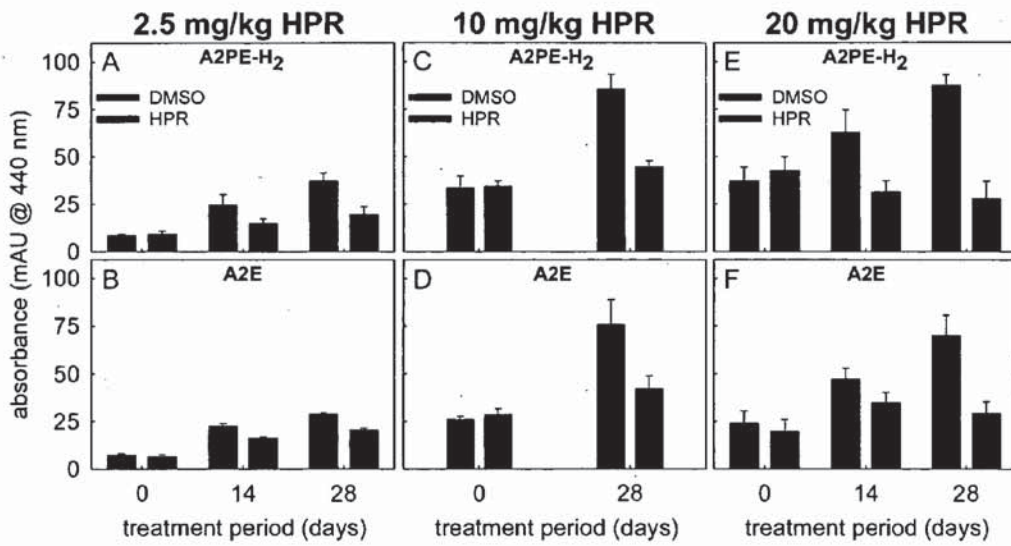 2.5 mg/kg HPR
10 mg/kg HPR
20 mg/kg HPR
absorbance (mAU @ 440 nm)
A
A2PE-H2
DMSO
HPR
100
75
50
25
0
C
A2PE-H2
DMSO
HPR
E
A2PE-H2
DMSO
HPR
B
A2E
100
75
50
25
0
D
A2E
F
A2E
0 14 28
0 28
0 14 28
treatment period (days)
treatment period (days)
treatment period (days)